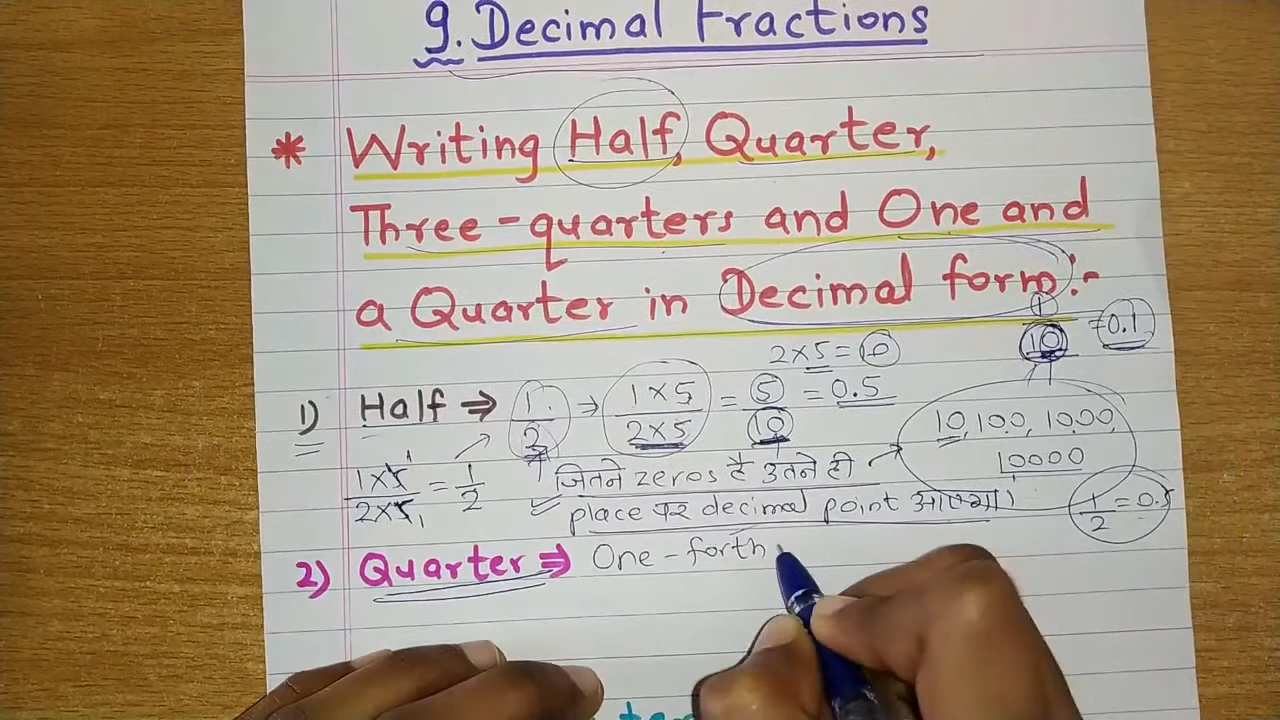 9. Decimal Fractions
* Writing Half, Quarter,
Three-quarters and One and
a Quarter in Decimal form :-
1/10 = 0.1
2×5 = 10
1) Half ⇒ 1/2 → 1×5/2×5 = 5/10 = 0.5
10, 100, 1000,
10000
1×5/2×5 = 1/2
जितने zeros है उतने ही
place पर decimal point आएगा।
1/2 = 0.5
2) Quarter ⇒ One-forth